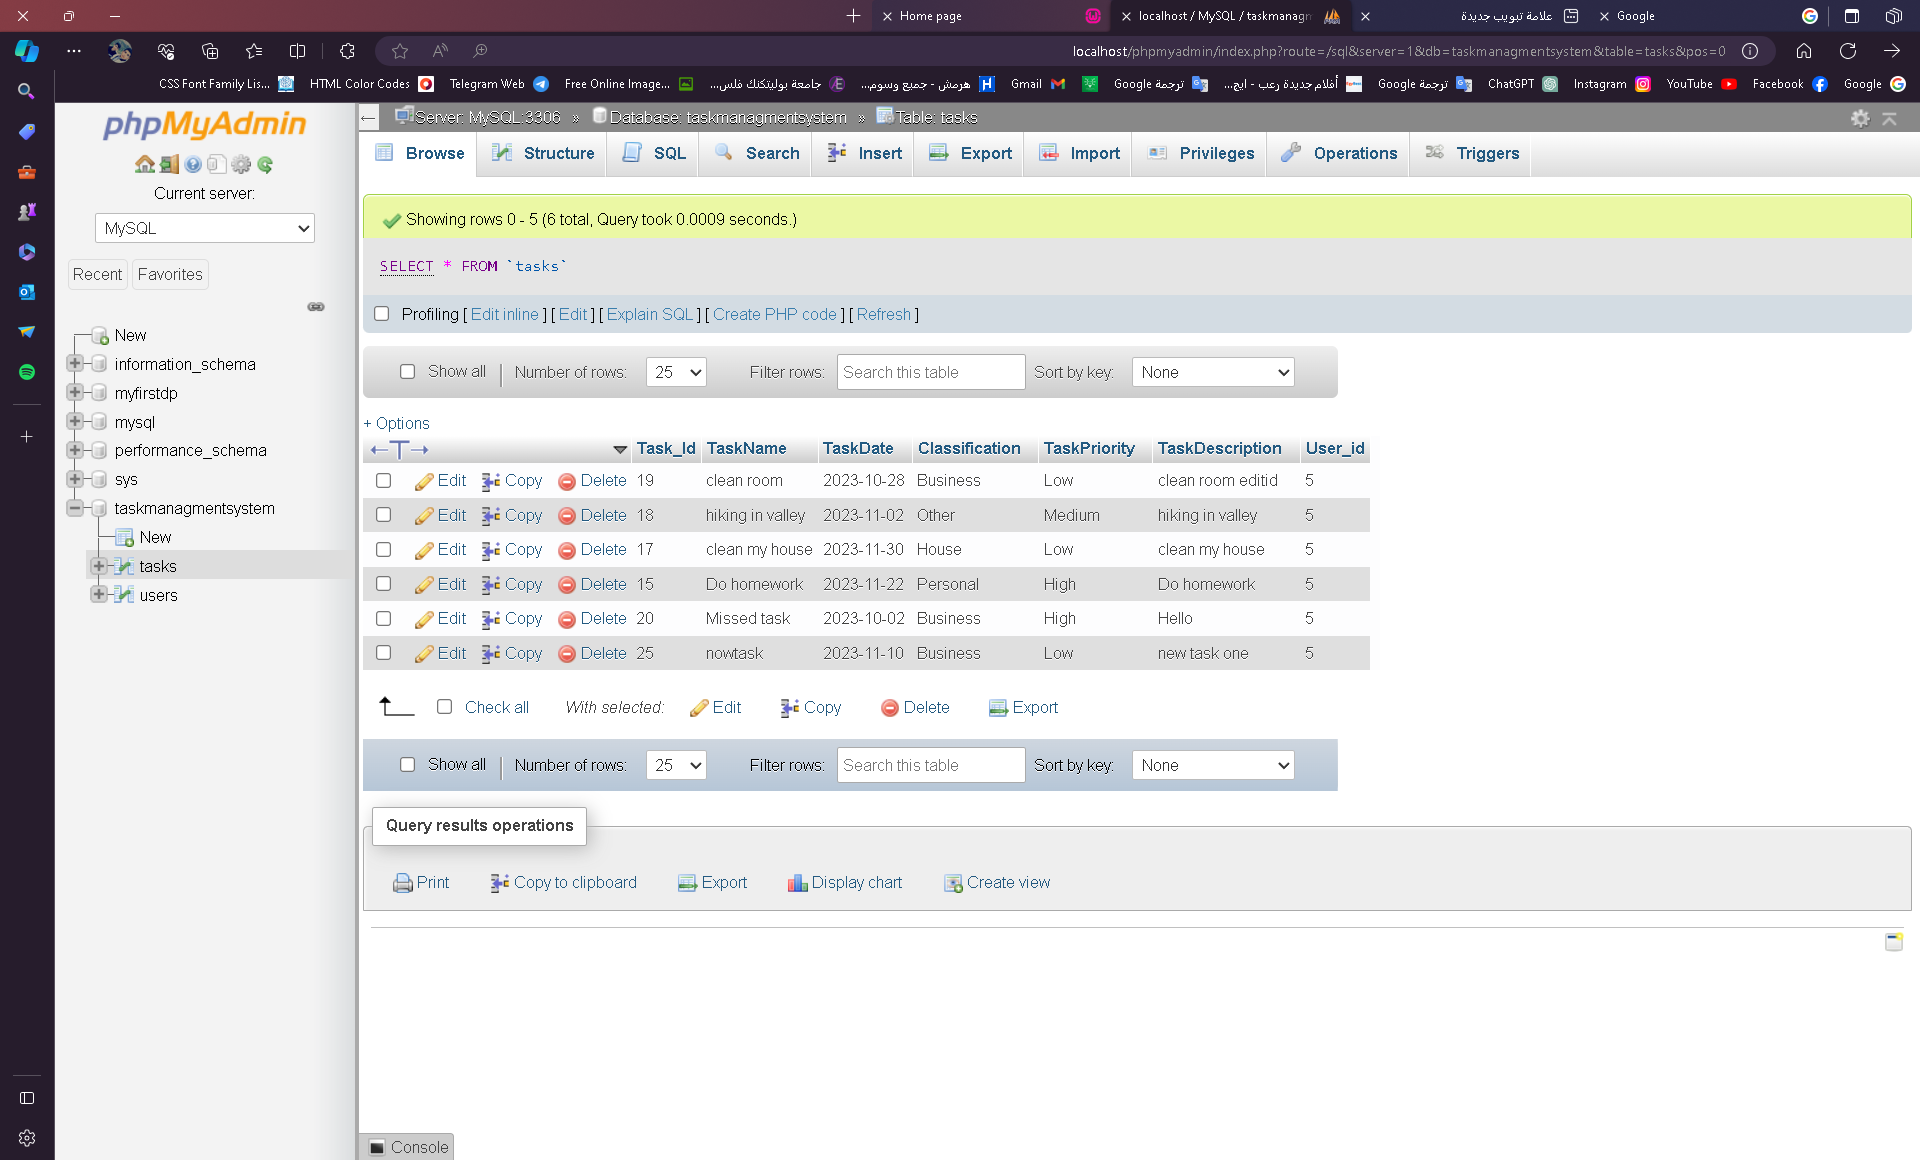 Home page
localhost / MySQL / taskmanagm
علامة تبويب جديدة
Google
localhost/phpmyadmin/index.php?route=/sql&server=1&db=taskmanagmentsystem&table=tasks&pos=0
CSS Font Family Lis...
HTML Color Codes
Telegram Web
Free Online Image...
جامعة بوليتكنك فلس...
هرمش - جميع وسوم...
Gmail
ترجمة Google
أفلام جديدة رعب - ايج...
ترجمة Google
ChatGPT
Instagram
YouTube
Facebook
Google
phpMyAdmin
Current server:
MySQL
Recent
Favorites
New
information_schema
myfirstdp
mysql
performance_schema
sys
taskmanagmentsystem
New
tasks
users
Server: MySQL:3306 » Database: taskmanagmentsystem » Table: tasks
Browse Structure SQL Search Insert Export Import Privileges Operations Triggers
Showing rows 0 - 5 (6 total, Query took 0.0009 seconds.)
SELECT * FROM `tasks`
Profiling [ Edit inline ] [ Edit ] [ Explain SQL ] [ Create PHP code ] [ Refresh ]
Show all Number of rows: 25 Filter rows: Search this table Sort by key: None
+ Options
Task_Id TaskName TaskDate Classification TaskPriority TaskDescription User_id
Edit Copy Delete 19 clean room 2023-10-28 Business Low clean room editid 5
Edit Copy Delete 18 hiking in valley 2023-11-02 Other Medium hiking in valley 5
Edit Copy Delete 17 clean my house 2023-11-30 House Low clean my house 5
Edit Copy Delete 15 Do homework 2023-11-22 Personal High Do homework 5
Edit Copy Delete 20 Missed task 2023-10-02 Business High Hello 5
Edit Copy Delete 25 nowtask 2023-11-10 Business Low new task one 5
Check all With selected: Edit Copy Delete Export
Show all Number of rows: 25 Filter rows: Search this table Sort by key: None
Query results operations
Print Copy to clipboard Export Display chart Create view
Console